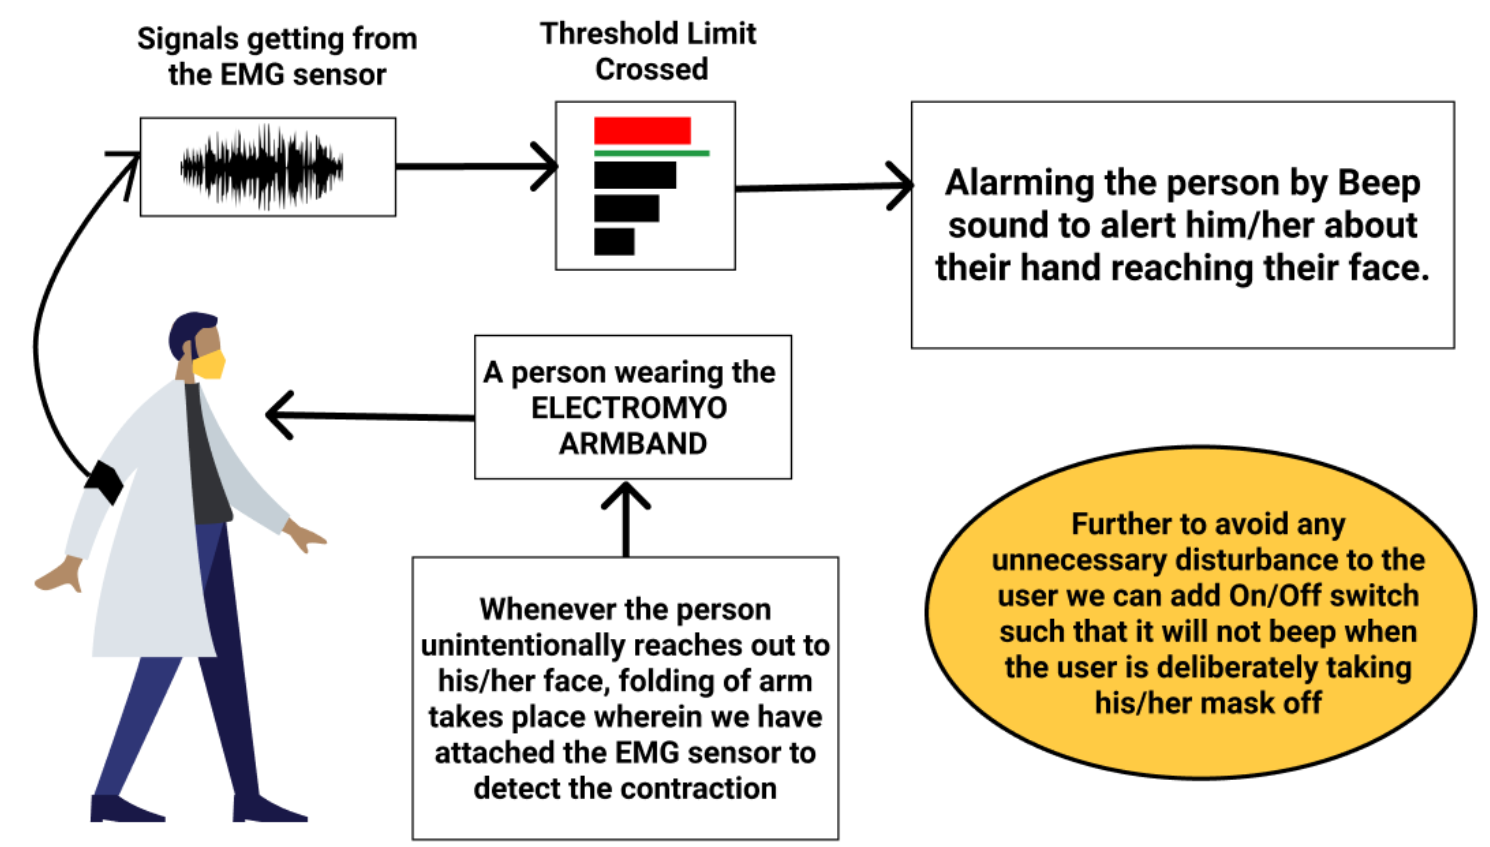 Signals getting from
the EMG sensor
Threshold Limit
Crossed
Alarming the person by Beep
sound to alert him/her about
their hand reaching their face.
A person wearing the
ELECTROMYO
ARMBAND
Whenever the person
unintentionally reaches out to
his/her face, folding of arm
takes place wherein we have
attached the EMG sensor to
detect the contraction
Further to avoid any
unnecessary disturbance to the
user we can add On/Off switch
such that it will not beep when
the user is deliberately taking
his/her mask off